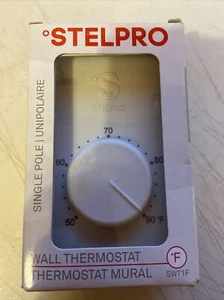 STELPRO
SINGLE POLE | UNIPOLAIRE
S
70
60
80
50
90°F
WALL THERMOSTAT
THERMOSTAT MURAL
°F
SWT1F